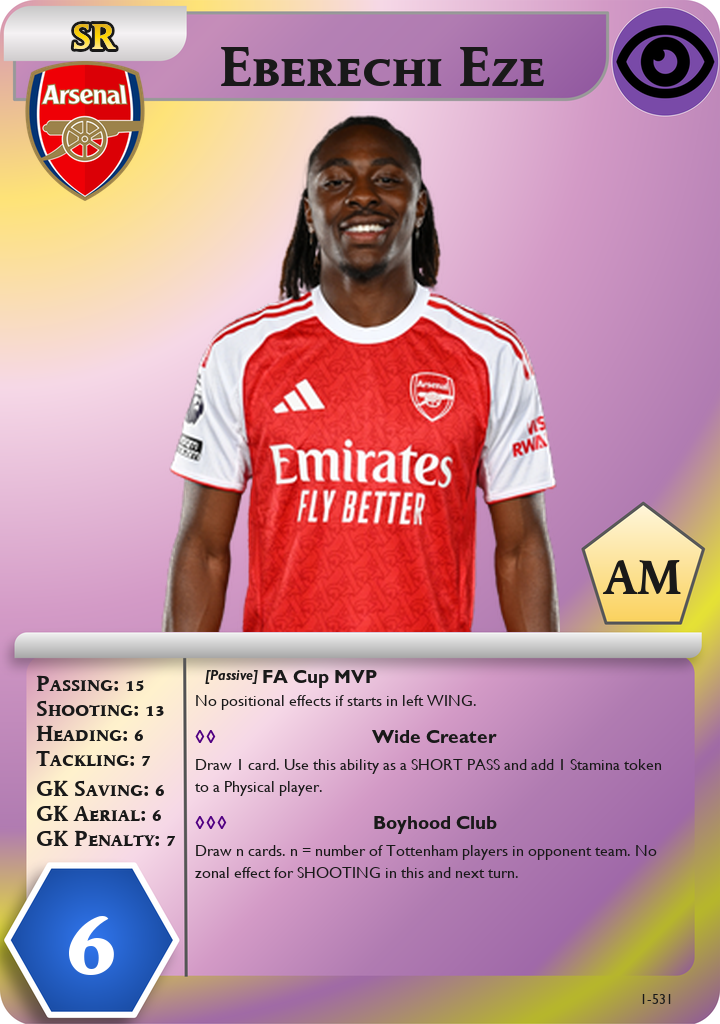 SR
Eberechi Eze
Arsenal
Arsenal
Emirates
FLY BETTER
AM
Passing: 15
Shooting: 13
Heading: 6
Tackling: 7
GK Saving: 6
GK Aerial: 6
GK Penalty: 7
6
[Passive] FA Cup MVP
No positional effects if starts in left WING.
◊◊ Wide Creater
Draw 1 card. Use this ability as a SHORT PASS and add 1 Stamina token
to a Physical player.
◊◊◊ Boyhood Club
Draw n cards. n = number of Tottenham players in opponent team. No
zonal effect for SHOOTING in this and next turn.
1-531